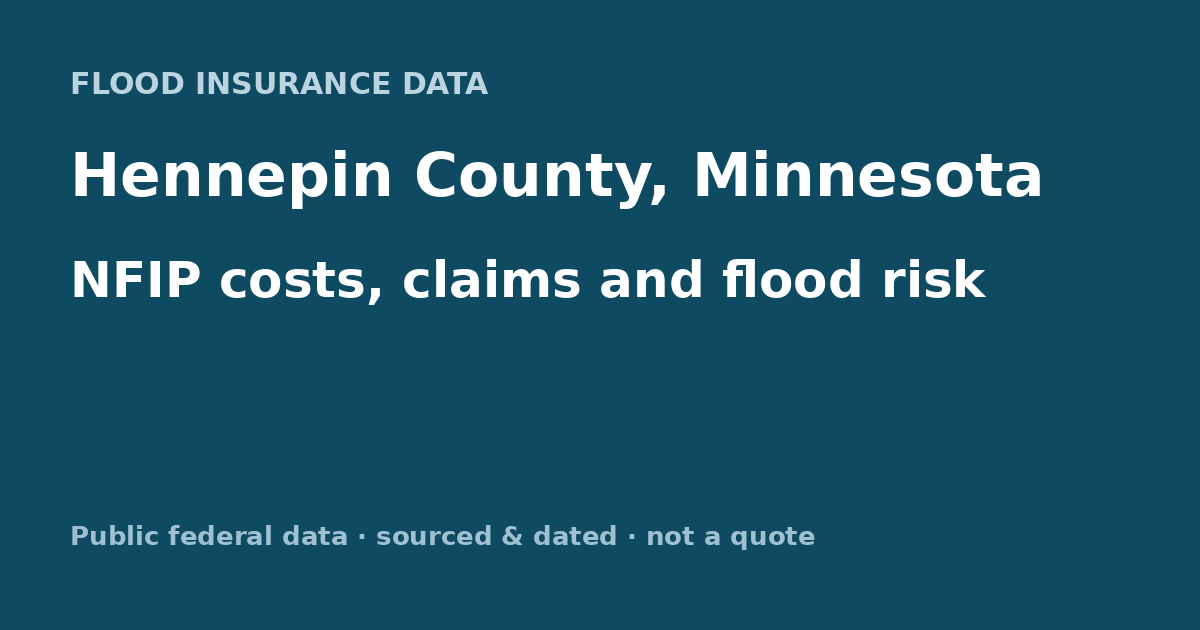 FLOOD INSURANCE DATA
Hennepin County, Minnesota
NFIP costs, claims and flood risk
Public federal data · sourced & dated · not a quote